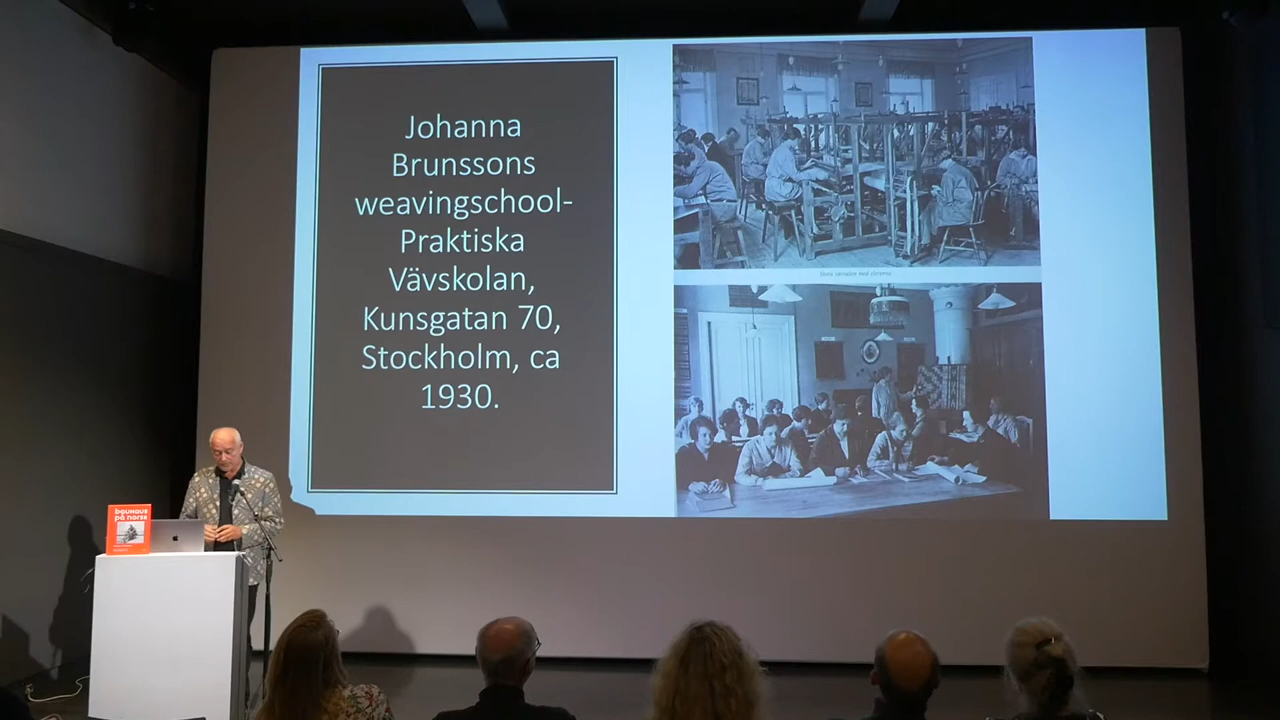 Johanna
Brunssons
weavingschool-
Praktiska
Vävskolan,
Kunsgatan 70,
Stockholm, ca
1930.
bauhaus
på norsk